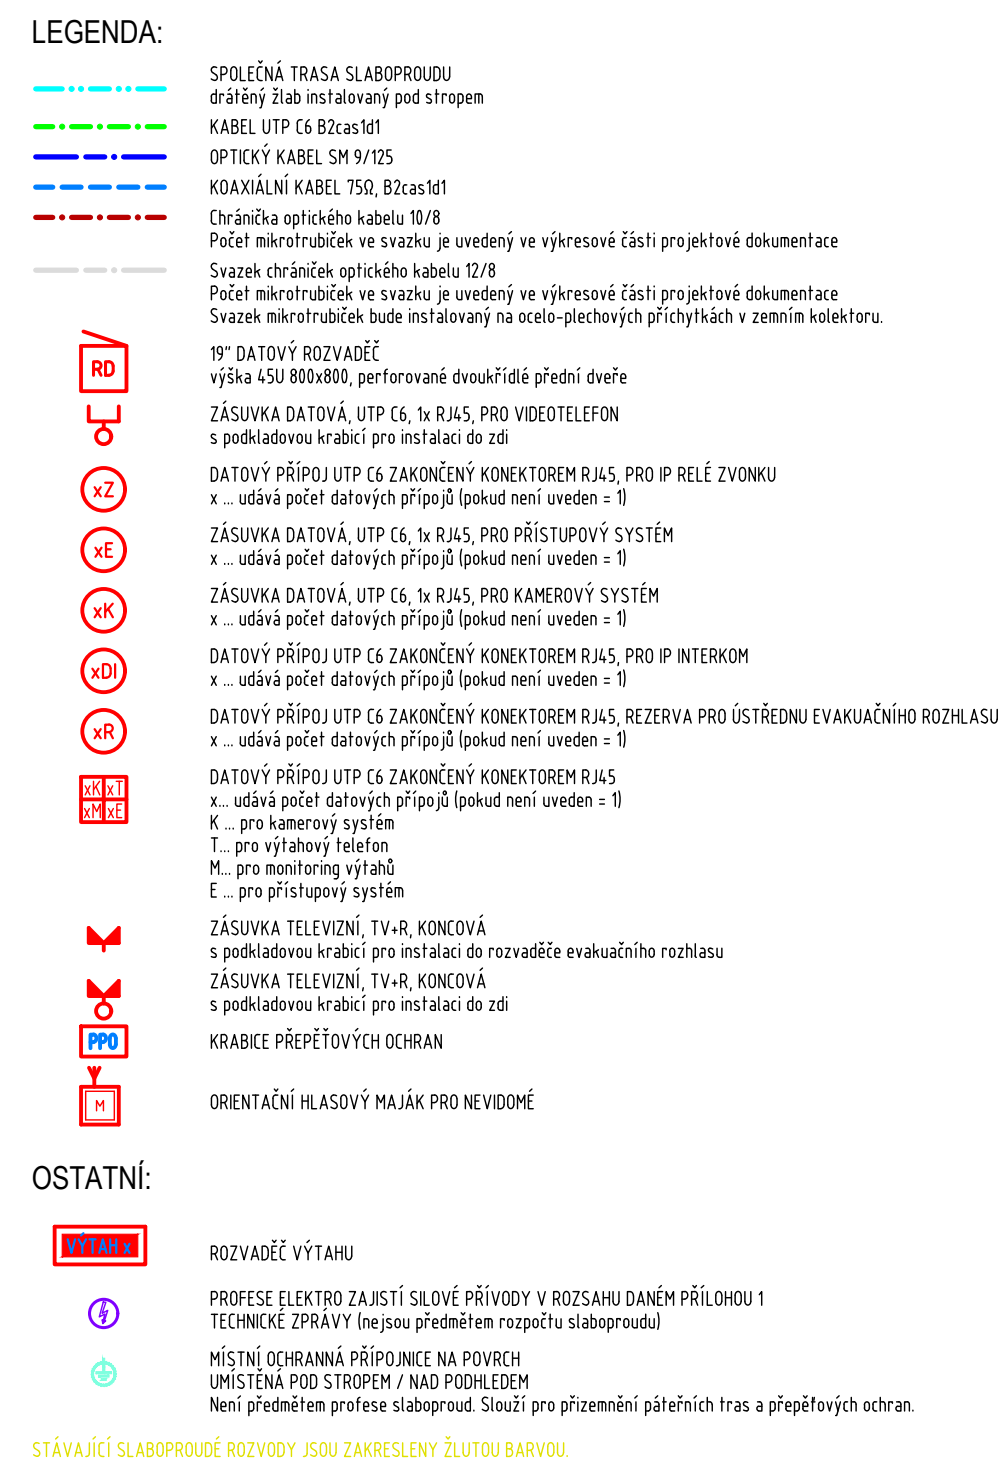 LEGENDA:
SPOLEČNÁ TRASA SLABOPROUDU
drátěný žlab instalovaný pod stropem
KABEL UTP C6 B2cas1d1
OPTICKÝ KABEL SM 9/125
KOAXIÁLNÍ KABEL 75Ω, B2cas1d1
Chránička optického kabelu 10/8
Počet mikrotrubiček ve svazku je uvedený ve výkresové části projektové dokumentace
Svazek chrániček optického kabelu 12/8
Počet mikrotrubiček ve svazku je uvedený ve výkresové části projektové dokumentace
Svazek mikrotrubiček bude instalovaný na ocelo-plechových příchytkách v zemním kolektoru.
19" DATOVÝ ROZVADĚČ
RD
výška 45U 800x800, perforované dvoukřídlé přední dveře
ZÁSUVKA DATOVÁ, UTP C6, 1x RJ45, PRO VIDEOTELEFON
s podkladovou krabicí pro instalaci do zdi
DATOVÝ PŘÍPOJ UTP C6 ZAKONČENÝ KONEKTOREM RJ45, PRO IP RELÉ ZVONKU
xZ
x ... udává počet datových přípojů (pokud není uveden = 1)
ZÁSUVKA DATOVÁ, UTP C6, 1x RJ45, PRO PŘÍSTUPOVÝ SYSTÉM
xE
x ... udává počet datových přípojů (pokud není uveden = 1)
ZÁSUVKA DATOVÁ, UTP C6, 1x RJ45, PRO KAMEROVÝ SYSTÉM
xK
x ... udává počet datových přípojů (pokud není uveden = 1)
DATOVÝ PŘÍPOJ UTP C6 ZAKONČENÝ KONEKTOREM RJ45, PRO IP INTERKOM
xDI
x ... udává počet datových přípojů (pokud není uveden = 1)
DATOVÝ PŘÍPOJ UTP C6 ZAKONČENÝ KONEKTOREM RJ45, REZERVA PRO ÚSTŘEDNU EVAKUAČNÍHO ROZHLASU
xR
x ... udává počet datových přípojů (pokud není uveden = 1)
DATOVÝ PŘÍPOJ UTP C6 ZAKONČENÝ KONEKTOREM RJ45
xK xT
x... udává počet datových přípojů (pokud není uveden = 1)
xM xE
K ... pro kamerový systém
T... pro výtahový telefon
M... pro monitoring výtahů
E ... pro přístupový systém
ZÁSUVKA TELEVIZNÍ, TV+R, KONCOVÁ
s podkladovou krabicí pro instalaci do rozvaděče evakuačního rozhlasu
ZÁSUVKA TELEVIZNÍ, TV+R, KONCOVÁ
s podkladovou krabicí pro instalaci do zdi
PPO
KRABICE PŘEPĚŤOVÝCH OCHRAN
M
ORIENTAČNÍ HLASOVÝ MAJÁK PRO NEVIDOMÉ
OSTATNÍ:
VÝTAH x
ROZVADĚČ VÝTAHU
PROFESE ELEKTRO ZAJISTÍ SILOVÉ PŘÍVODY V ROZSAHU DANÉM PŘÍLOHOU 1
TECHNICKÉ ZPRÁVY (nejsou předmětem rozpočtu slaboproudu)
MÍSTNÍ OCHRANNÁ PŘÍPOJNICE NA POVRCH
UMÍSTĚNÁ POD STROPEM / NAD PODHLEDEM
Není předmětem profese slaboproud. Slouží pro přizemnění páteřních tras a přepěťových ochran.
STÁVAJÍCÍ SLABOPROUDÉ ROZVODY JSOU ZAKRESLENY ŽLUTOU BARVOU.